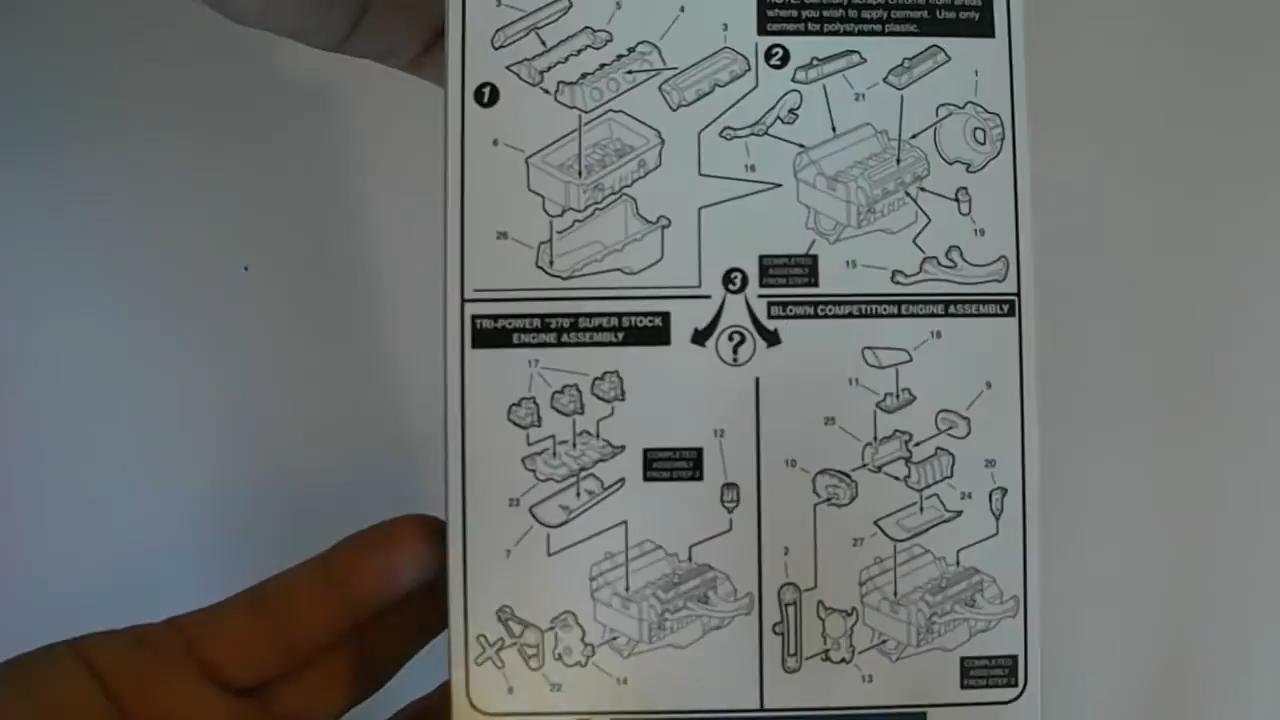 NOTE: Carefully scrape chrome from areas
where you wish to apply cement. Use only
cement for polystyrene plastic.
3
5
4
3
1
6
26
2
21
1
16
19
15
COMPLETED
ASSEMBLY
FROM STEP 1
3
?
TRI-POWER "370" SUPER STOCK
ENGINE ASSEMBLY
17
12
COMPLETED
ASSEMBLY
FROM STEP 2
23
7
8
22
14
BLOWN COMPETITION ENGINE ASSEMBLY
18
11
9
25
10
20
24
27
2
13
COMPLETED
ASSEMBLY
FROM STEP 2